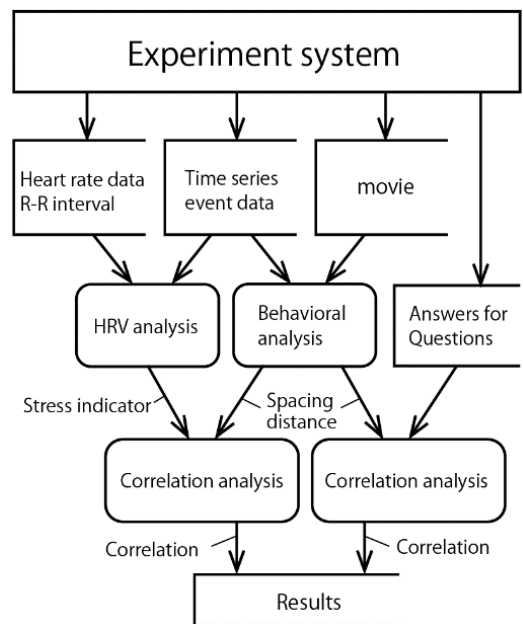 Experiment system
Heart rate data
R-R interval
Time series
event data
movie
HRV analysis
Behavioral
analysis
Answers for
Questions
Stress indicator
Spacing
distance
Correlation analysis
Correlation analysis
Correlation
Correlation
Results